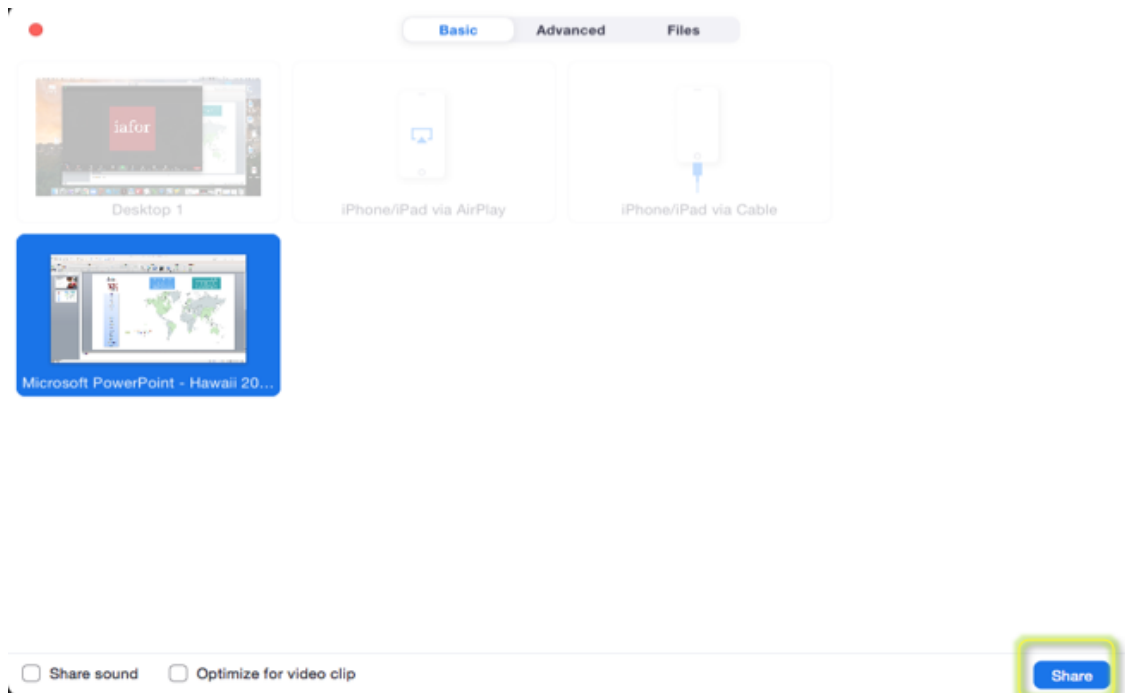 Basic Advanced Files
iafor
Desktop 1 iPhone/iPad via AirPlay iPhone/iPad via Cable
Microsoft PowerPoint - Hawaii 20...
Share sound Optimize for video clip Share